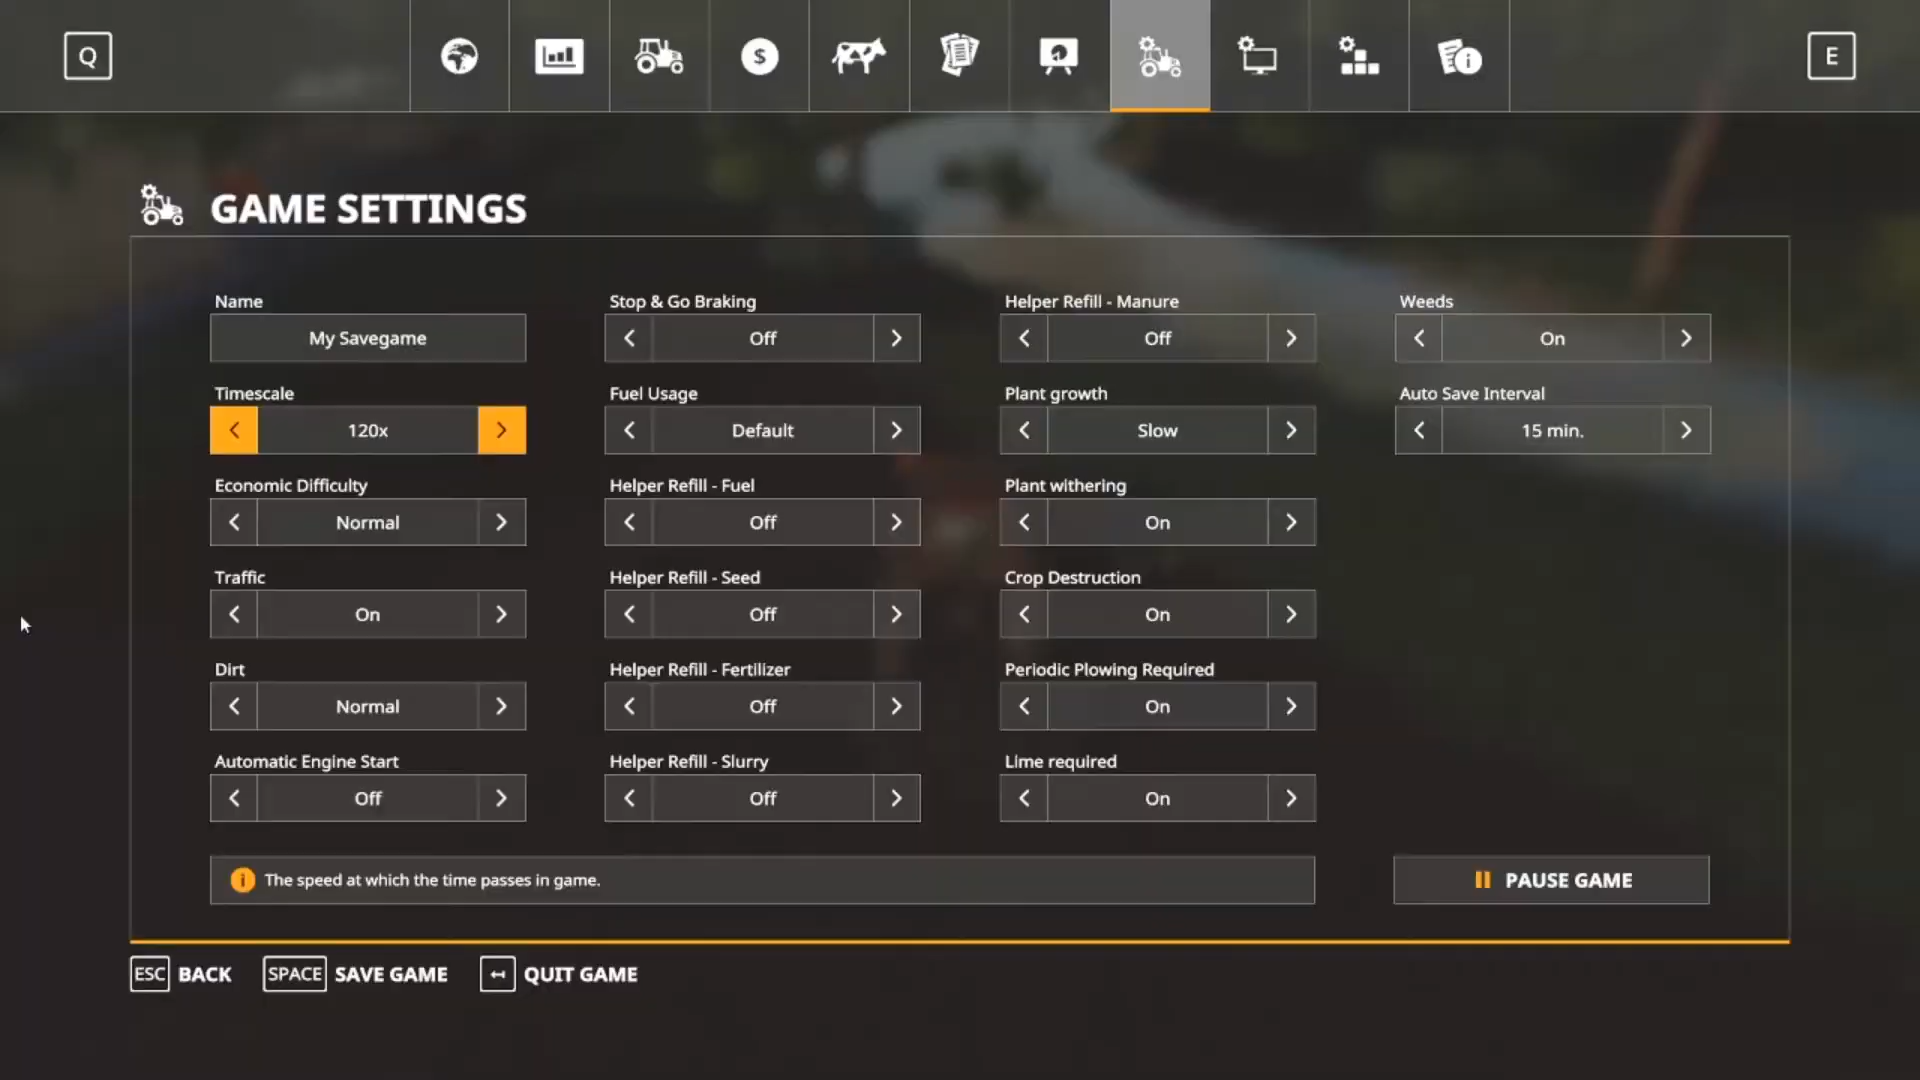 Q
$
E
GAME SETTINGS
Name
My Savegame
Timescale
120x
Economic Difficulty
Normal
Traffic
On
Dirt
Normal
Automatic Engine Start
Off
Stop & Go Braking
Off
Fuel Usage
Default
Helper Refill - Fuel
Off
Helper Refill - Seed
Off
Helper Refill - Fertilizer
Off
Helper Refill - Slurry
Off
Helper Refill - Manure
Off
Plant growth
Slow
Plant withering
On
Crop Destruction
On
Periodic Plowing Required
On
Lime required
On
Weeds
On
Auto Save Interval
15 min.
The speed at which the time passes in game.
PAUSE GAME
ESC BACK SPACE SAVE GAME ↔ QUIT GAME